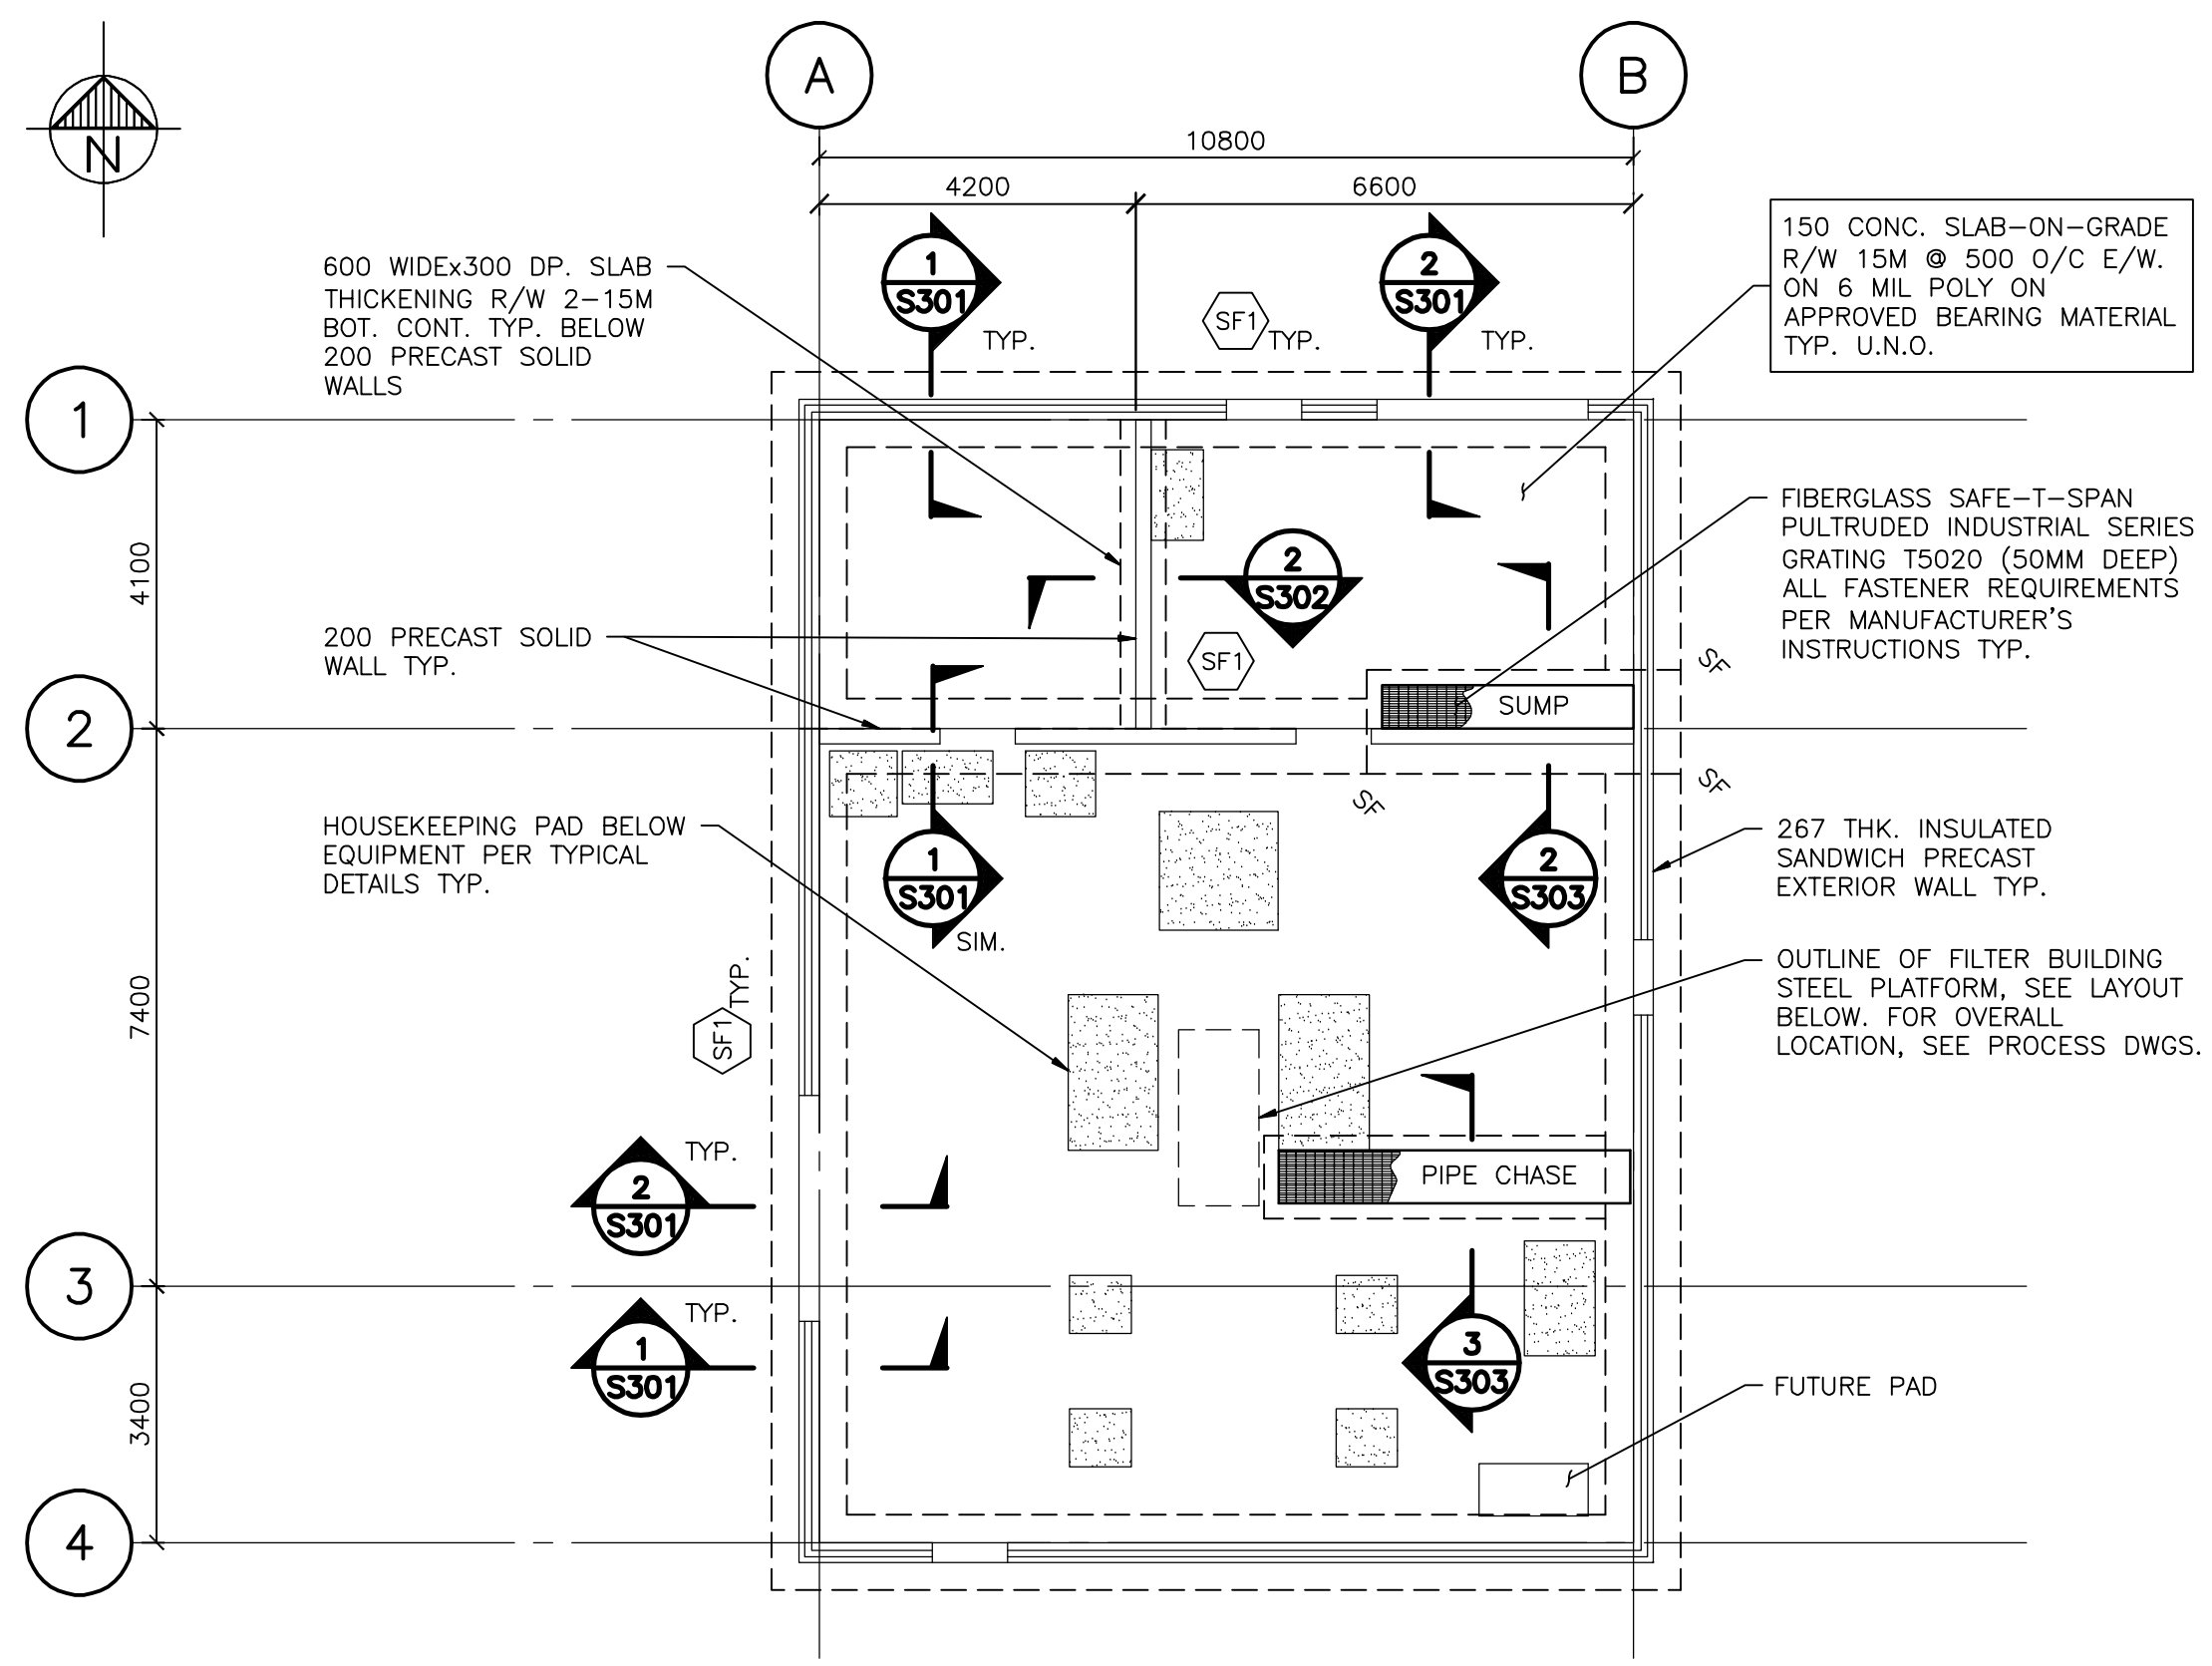 N
A
B
10800
4200
6600
600 WIDEx300 DP. SLAB
THICKENING R/W 2-15M
BOT. CONT. TYP. BELOW
200 PRECAST SOLID
WALLS
1
S301
TYP.
SF1
TYP.
2
S301
TYP.
150 CONC. SLAB-ON-GRADE
R/W 15M @ 500 O/C E/W.
ON 6 MIL POLY ON
APPROVED BEARING MATERIAL
TYP. U.N.O.
1
4100
FIBERGLASS SAFE-T-SPAN
PULTRUDED INDUSTRIAL SERIES
GRATING T5020 (50MM DEEP)
ALL FASTENER REQUIREMENTS
PER MANUFACTURER'S
INSTRUCTIONS TYP.
2
S302
200 PRECAST SOLID
WALL TYP.
SF1
SF
SUMP
2
SF
SF
HOUSEKEEPING PAD BELOW
EQUIPMENT PER TYPICAL
DETAILS TYP.
1
S301
SIM.
2
S303
267 THK. INSULATED
SANDWICH PRECAST
EXTERIOR WALL TYP.
7400
SF1
TYP.
OUTLINE OF FILTER BUILDING
STEEL PLATFORM, SEE LAYOUT
BELOW. FOR OVERALL
LOCATION, SEE PROCESS DWGS.
TYP.
2
S301
PIPE CHASE
3
TYP.
1
S301
3
S303
3400
FUTURE PAD
4